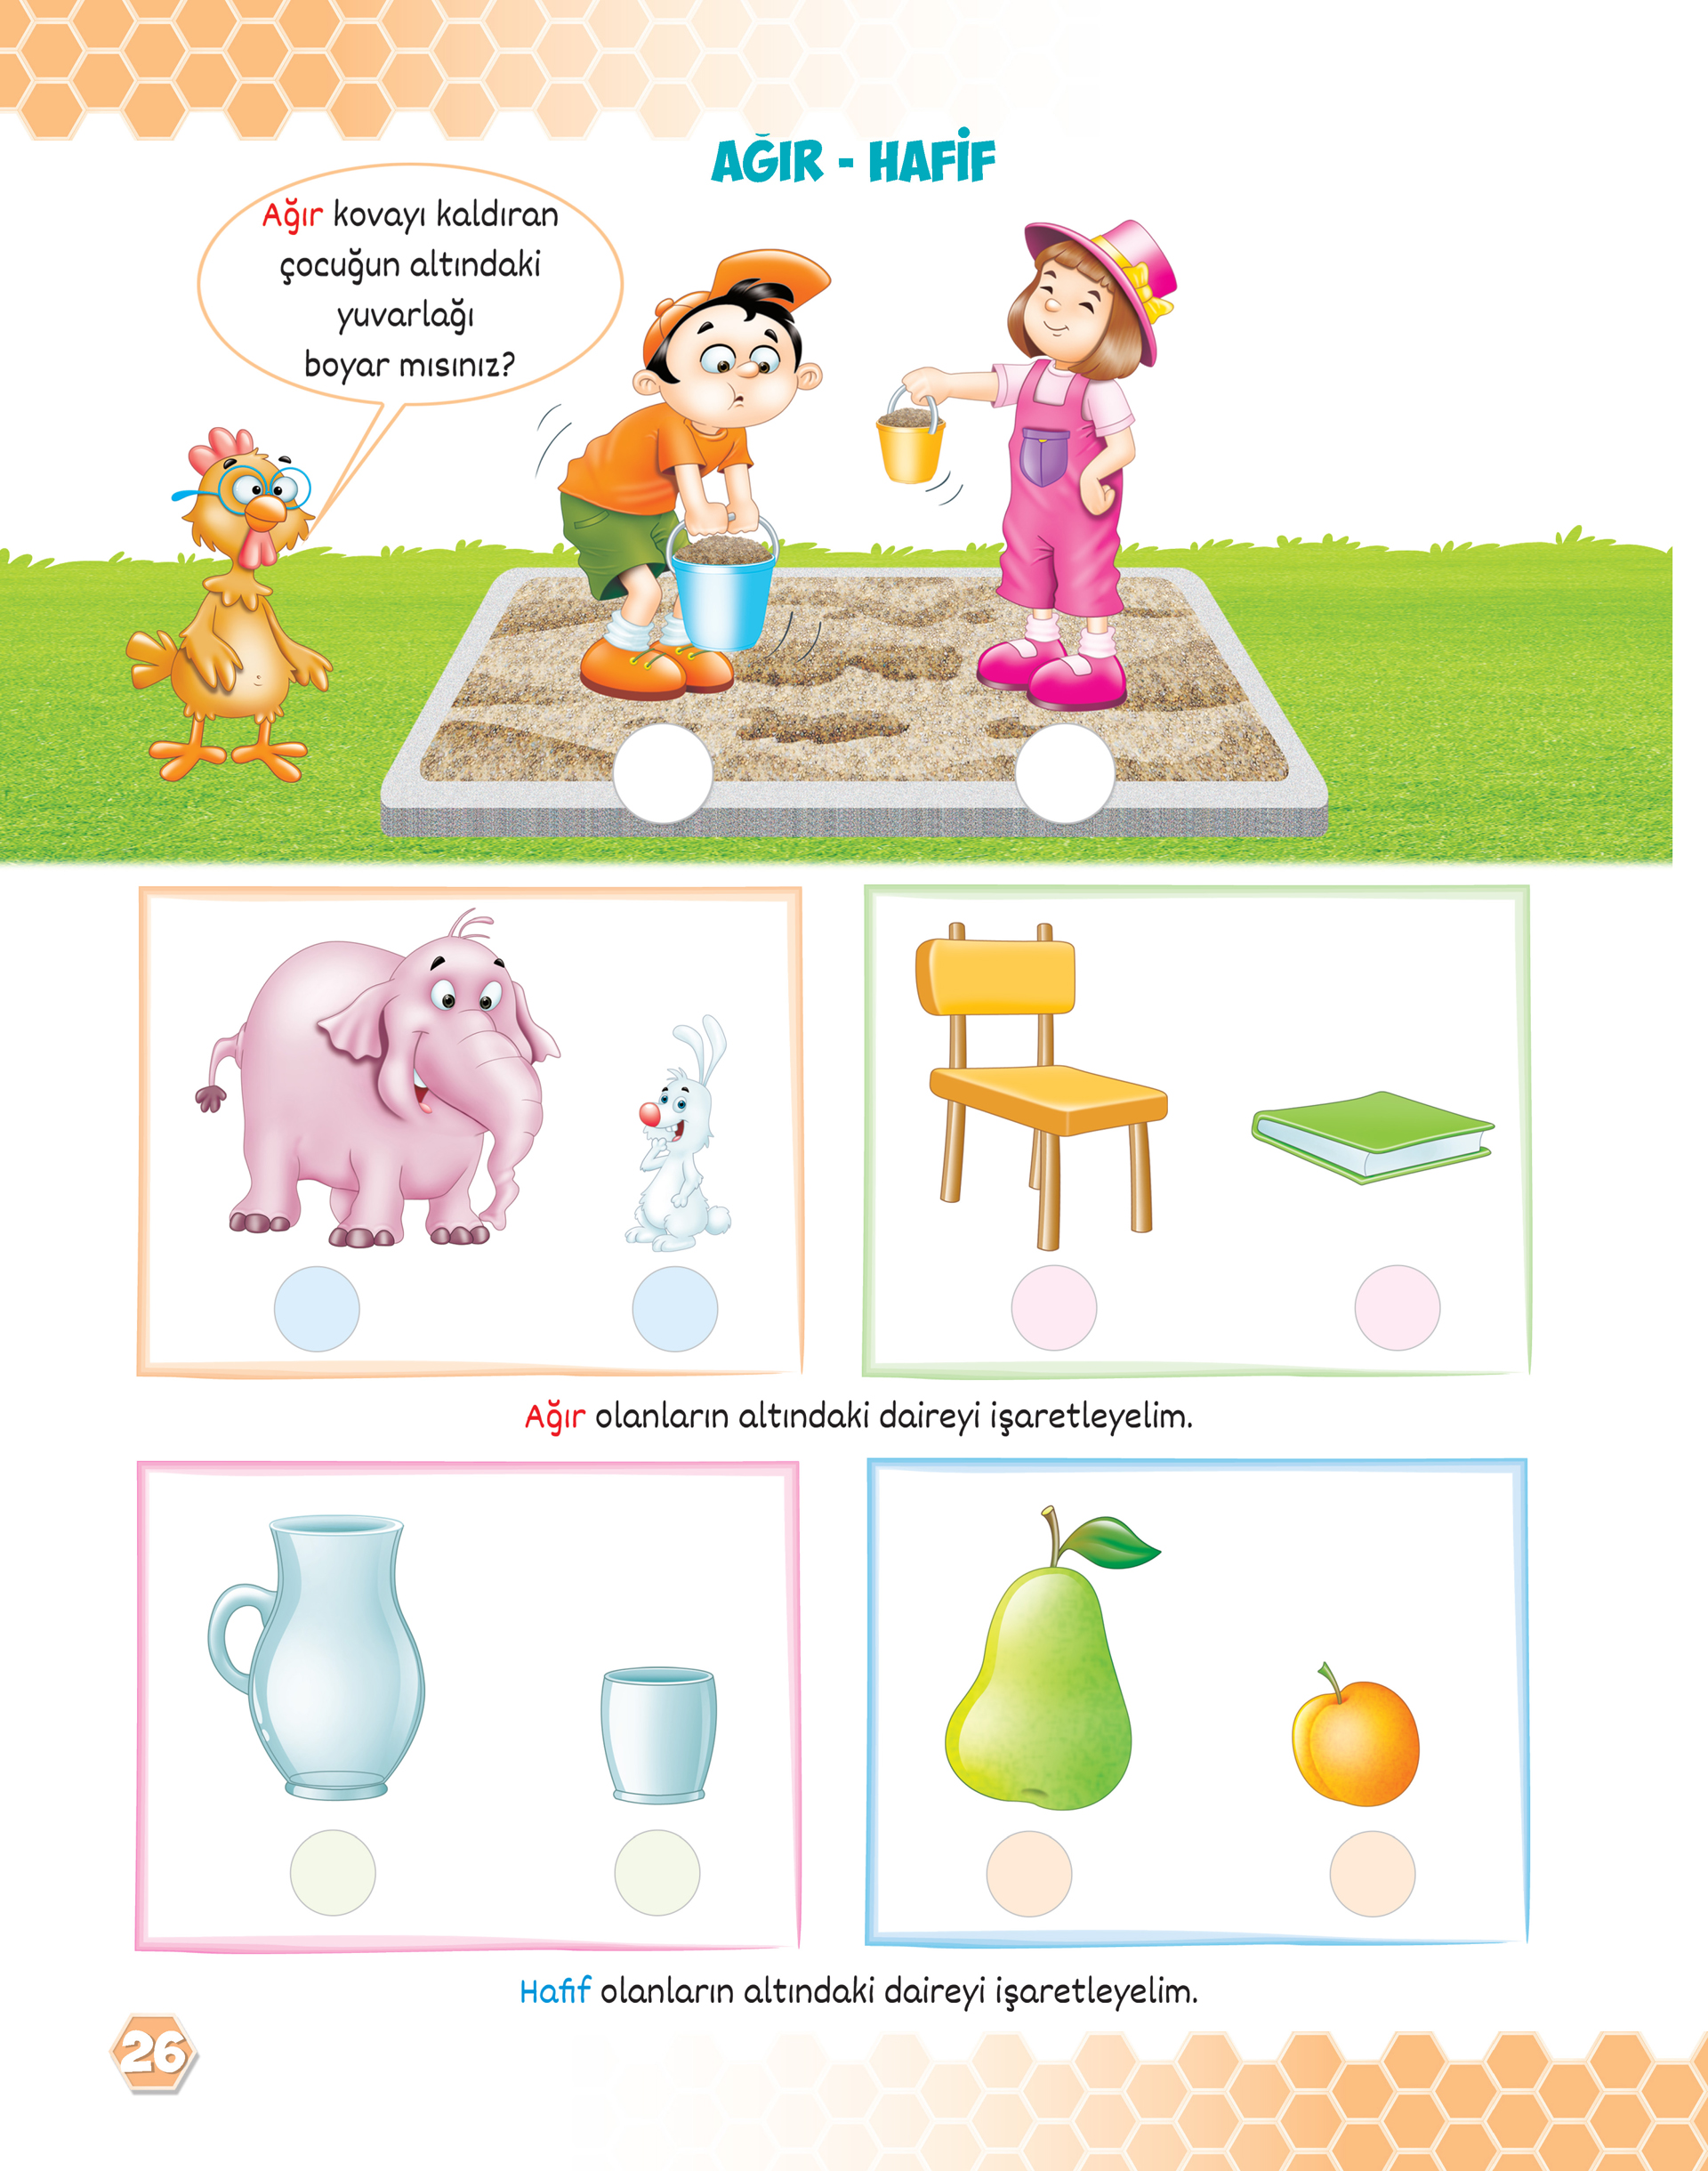 AĞIR - HAFİF
Ağır kovayı kaldıran
çocuğun altındaki
yuvarlağı
boyar mısınız?
Ağır olanların altındaki daireyi işaretleyelim.
Hafif olanların altındaki daireyi işaretleyelim.
26